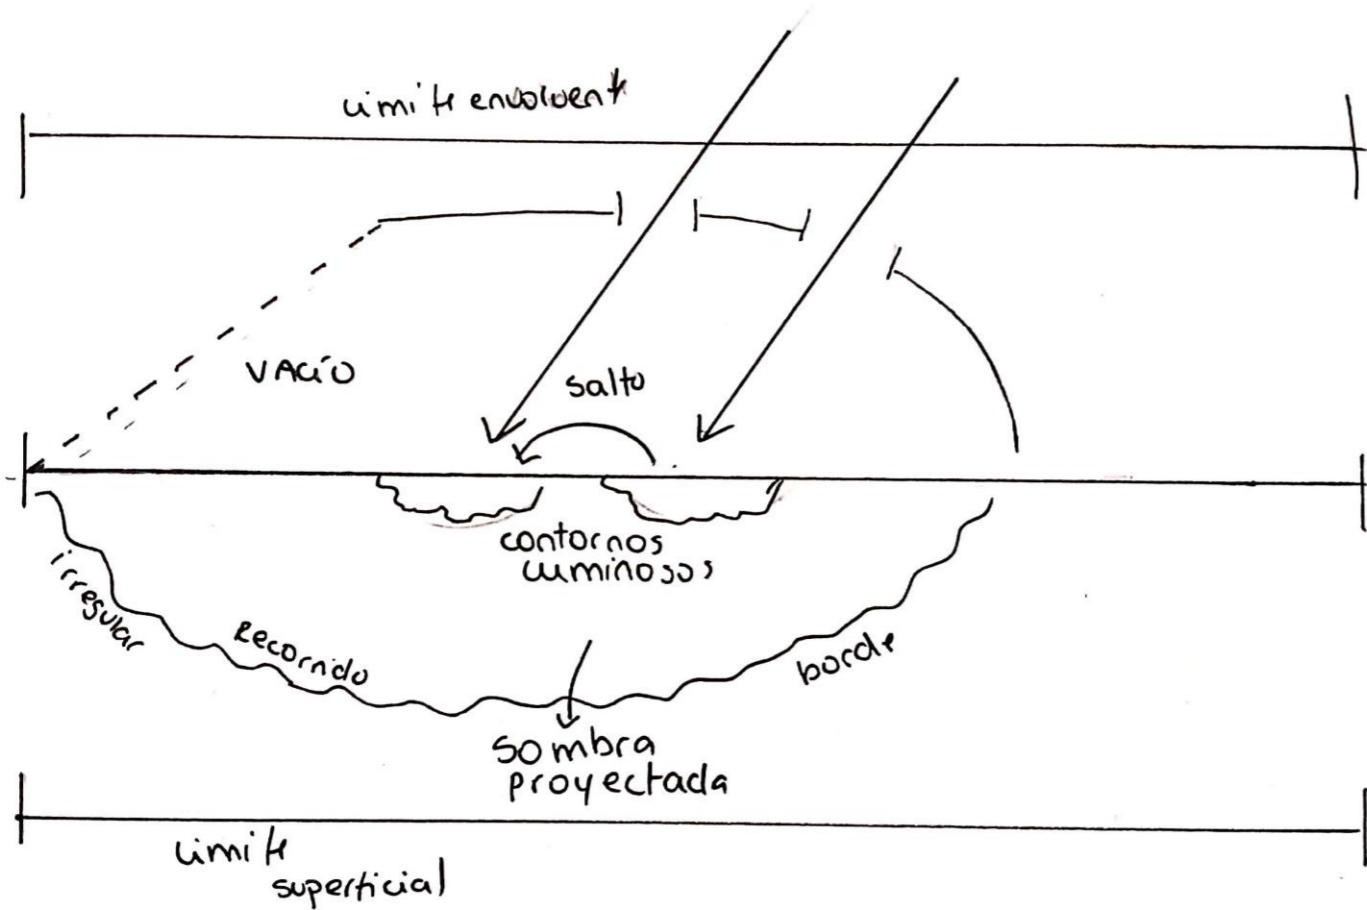 limite envolvente
VACÍO
salto
contornos
luminosos
irregular
Recorrido
borde
sombra
proyectada
limite
superficial